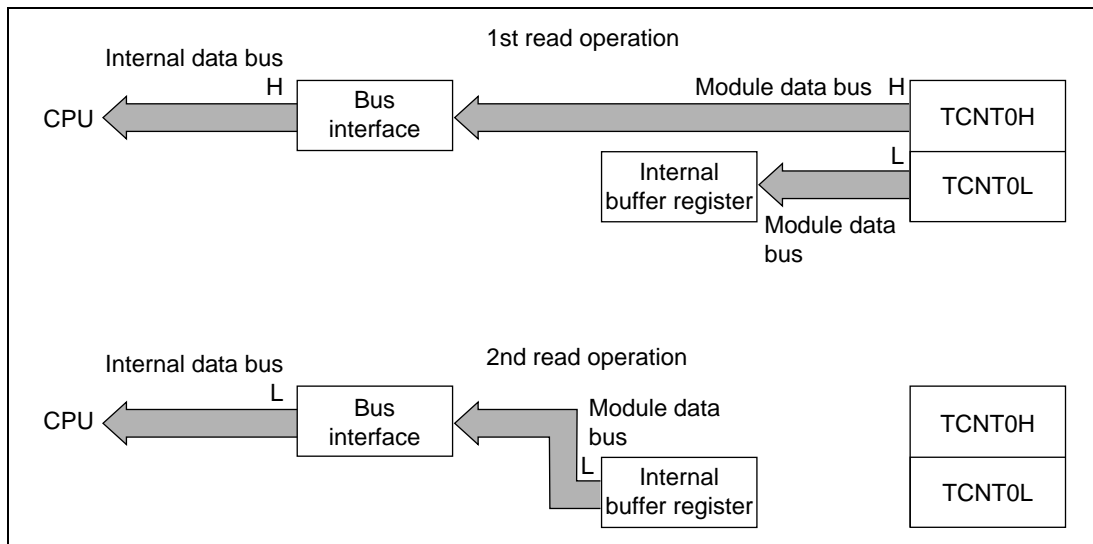 1st read operation
Internal data bus
H
Module data bus H
CPU
Bus
interface
TCNT0H
L
Internal
buffer register
TCNT0L
Module data
bus
2nd read operation
Internal data bus
L
CPU
Bus
interface
Module data
bus
TCNT0H
L
Internal
buffer register
TCNT0L